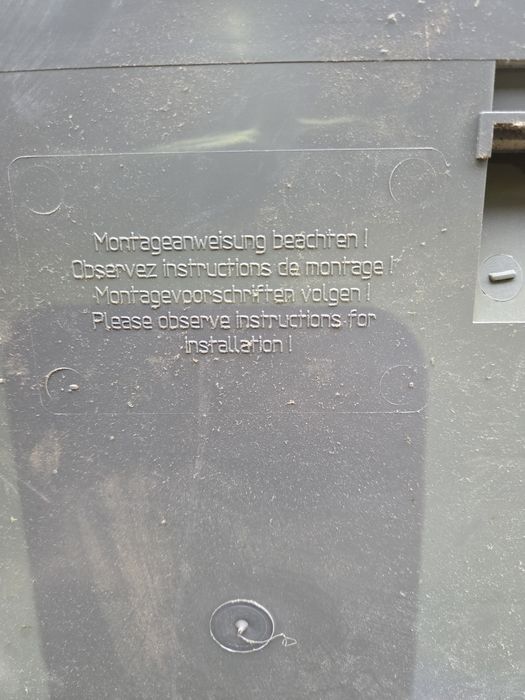 Montageanweisung beachten !
Observez instructions de montage !
Montagevoorschriften volgen !
Please observe instructions for
installation !